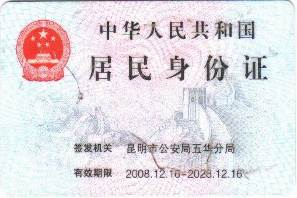 中华人民共和国
居民身份证
签发机关 昆明市公安局五华分局
有效期限 2008.12.16-2028.12.16